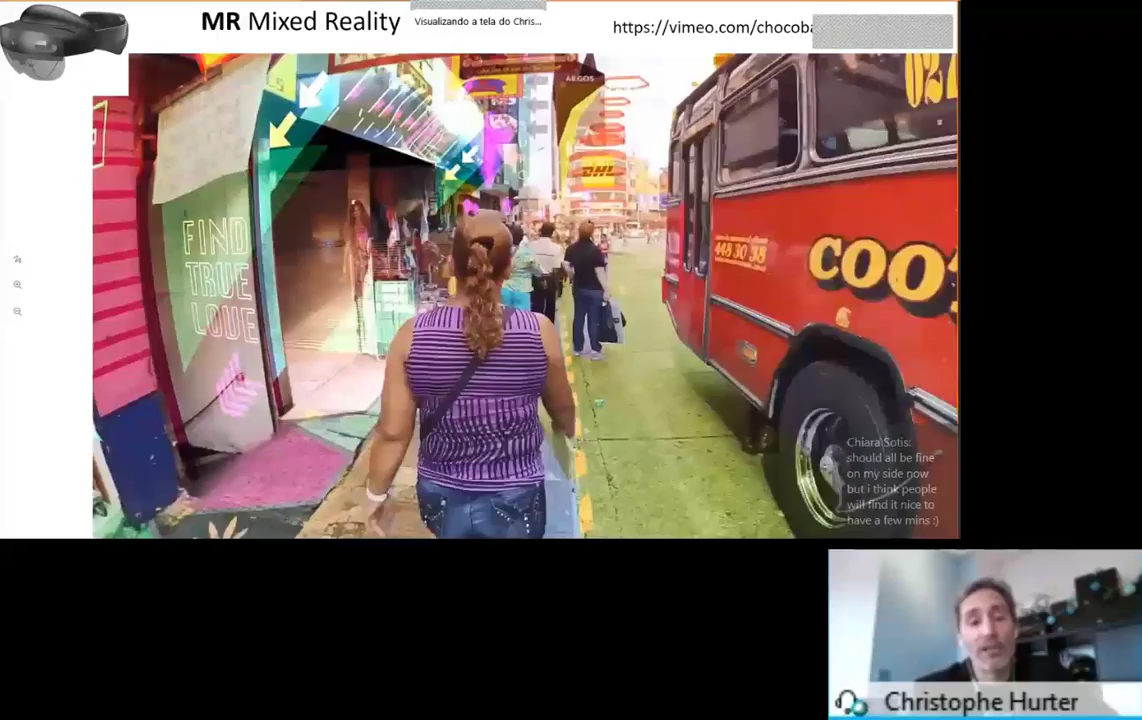 MR Mixed Reality
Visualizando a tela do Chris...
https://vimeo.com/chocoba
ARGOS
DHL
FIND
TRUE
LOVE
027
448 30 38
COO
Chiara Sotis:
should all be fine
on my side now
but i think people
will find it nice to
have a few mins :)
Christophe Hurter